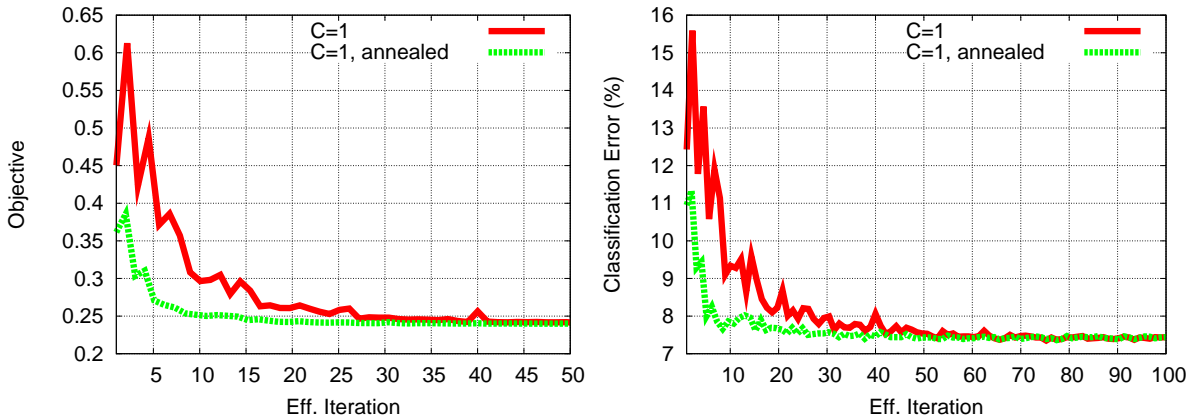 0.65
0.6
0.55
0.5
0.45
0.4
0.35
0.3
0.25
0.2
Objective
C=1
C=1, annealed
5 10 15 20 25 30 35 40 45 50
Eff. Iteration
16
15
14
13
12
11
10
9
8
7
Classification Error (%)
C=1
C=1, annealed
10 20 30 40 50 60 70 80 90 100
Eff. Iteration